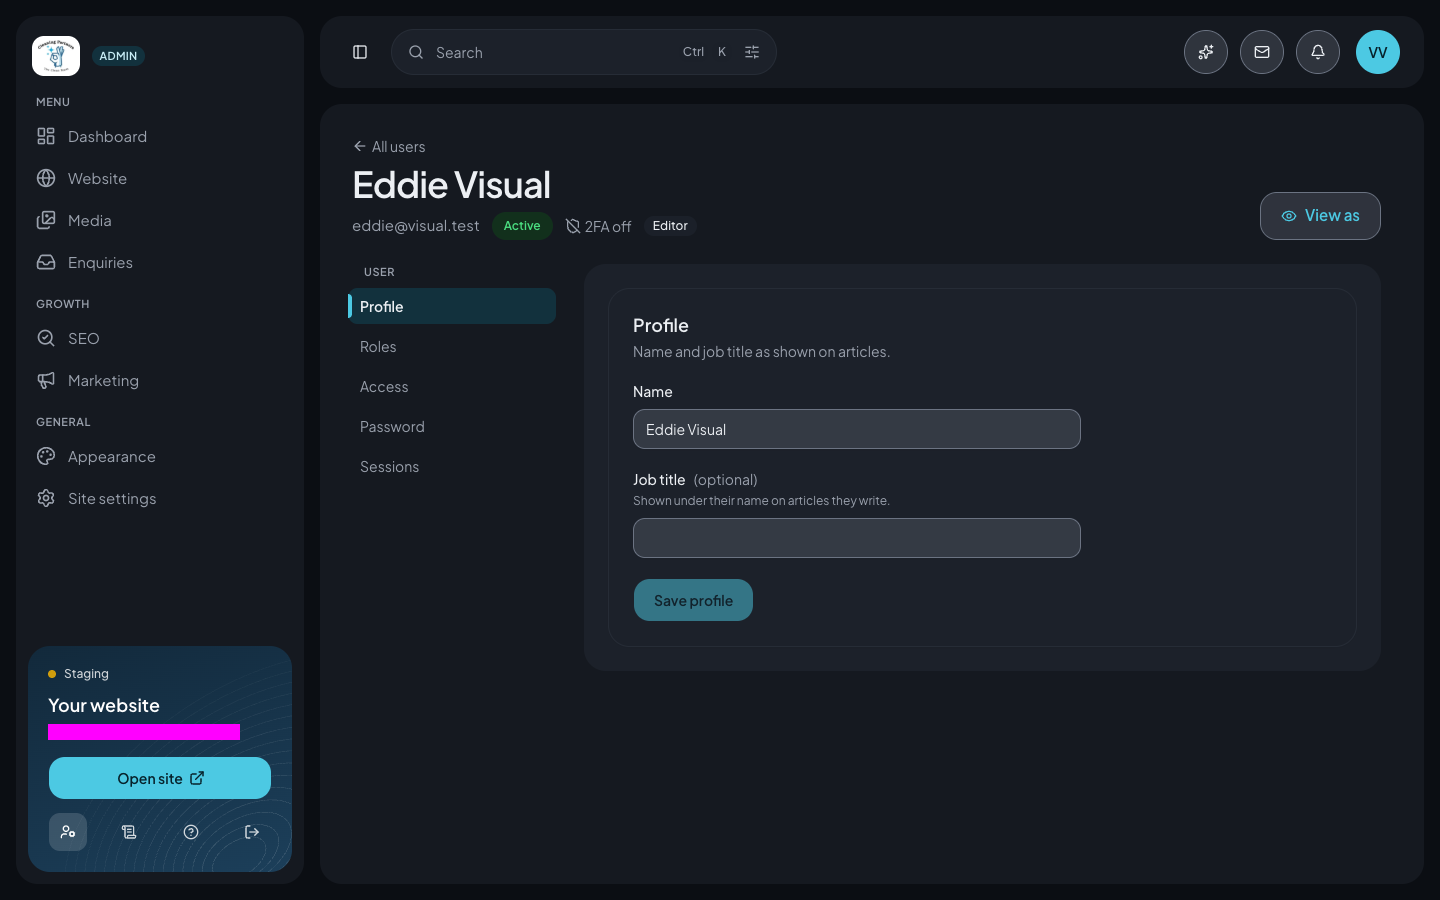 ADMIN
MENU
Dashboard
Website
Media
Enquiries
GROWTH
SEO
Marketing
GENERAL
Appearance
Site settings
Staging
Your website
Open site
Search
Ctrl K
VV
All users
Eddie Visual
eddie@visual.test
Active
2FA off
Editor
View as
USER
Profile
Roles
Access
Password
Sessions
Profile
Name and job title as shown on articles.
Name
Eddie Visual
Job title (optional)
Shown under their name on articles they write.
Save profile